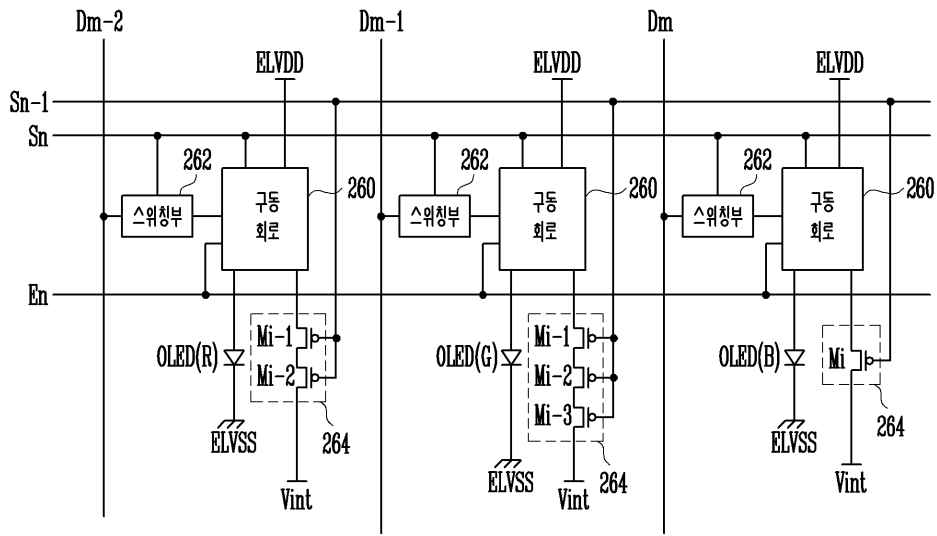 Dm-2
Dm-1
Dm
ELVDD
ELVDD
ELVDD
Sn-1
Sn
262
262
262
260
260
260
스위칭부
구동
회로
스위칭부
구동
회로
스위칭부
구동
회로
En
Mi-1
Mi-2
OLED(R)
264
ELVSS
Vint
Mi-1
Mi-2
Mi-3
OLED(G)
264
ELVSS
Vint
Mi
OLED(B)
264
ELVSS
Vint